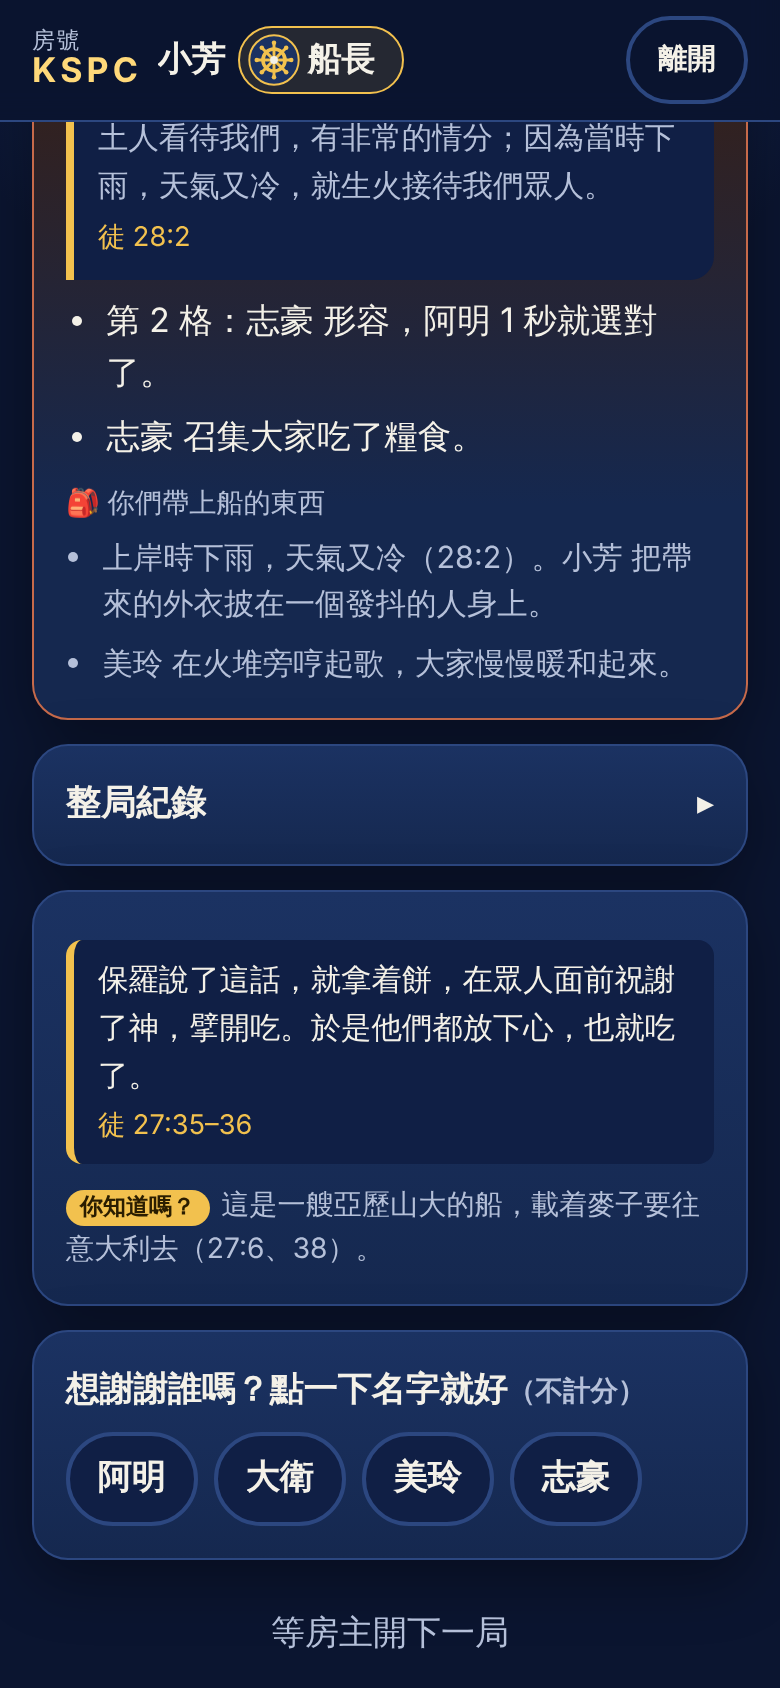 房號
KSPC 小芳 船長 離開
土人看待我們，有非常的情分；因為當時下
雨，天氣又冷，就生火接待我們眾人。
徒 28:2
• 第 2 格：志豪 形容，阿明 1 秒就選對
了。
• 志豪 召集大家吃了糧食。
🎒 你們帶上船的東西
• 上岸時下雨，天氣又冷（28:2）。小芳 把帶
來的外衣披在一個發抖的人身上。
• 美玲 在火堆旁哼起歌，大家慢慢暖和起來。
整局紀錄 ▶
保羅說了這話，就拿着餅，在眾人面前祝謝
了神，擘開吃。於是他們都放下心，也就吃
了。
徒 27:35–36
你知道嗎？ 這是一艘亞歷山大的船，載着麥子要往
意大利去（27:6、38）。
想謝謝誰嗎？點一下名字就好（不計分）
阿明 大衛 美玲 志豪
等房主開下一局